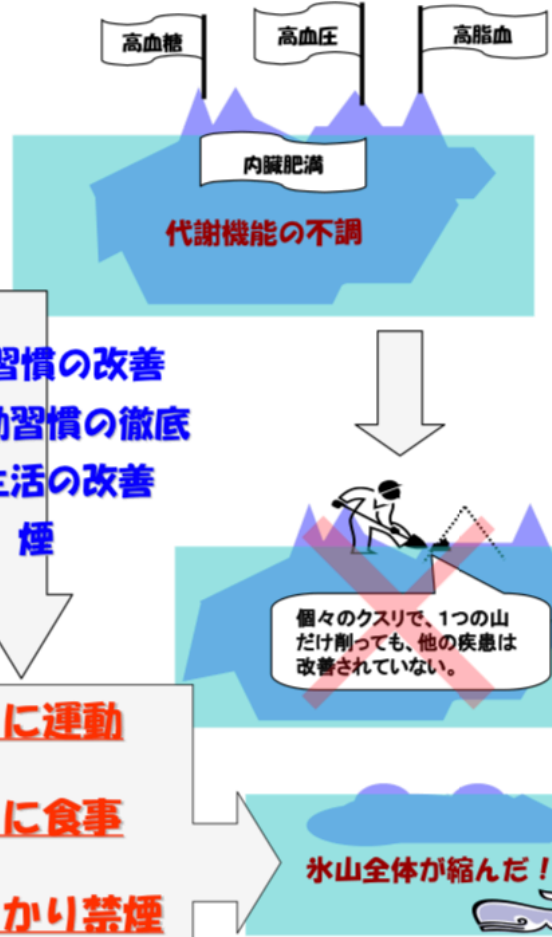 高血糖
高血圧
高脂血
内臓肥満
代謝機能の不調
習慣の改善
動習慣の徹底
生活の改善
煙
個々のクスリで、1つの山
だけ削っても、他の疾患は
改善されていない。
に運動
に食事
かり禁煙
氷山全体が縮んだ!